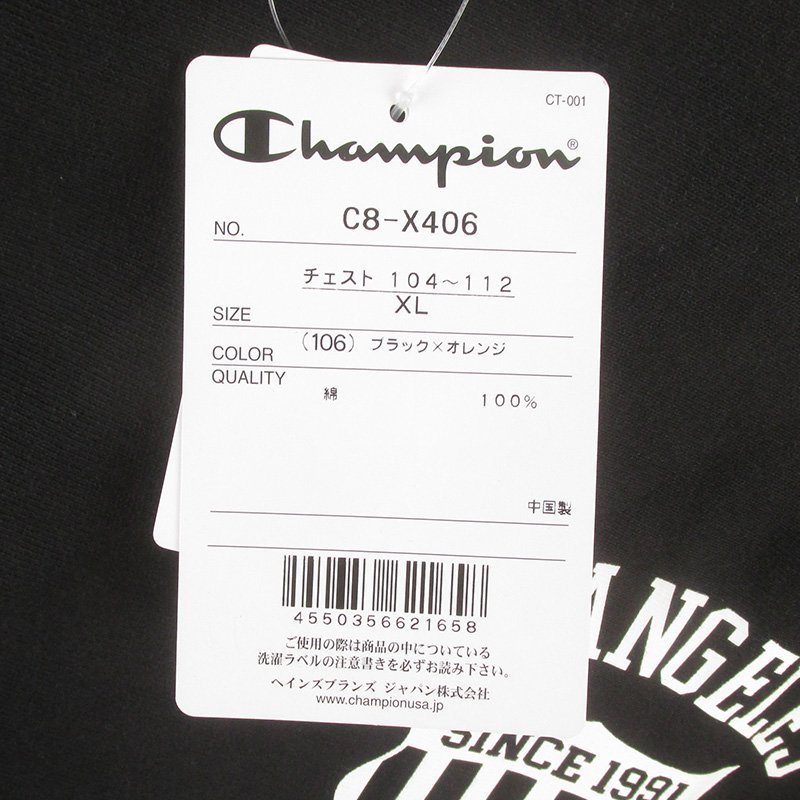 CT-001
Champion®
NO. C8-X406
チェスト 104～112
SIZE XL
COLOR (106) ブラック×オレンジ
QUALITY
綿 100%
中国製
4550356621658
ご使用の際は商品の中についている
洗濯ラベルの注意書きを必ずお読み下さい。
ヘインズブランズ ジャパン株式会社
www.championusa.jp
ANGELES
SINCE 1991